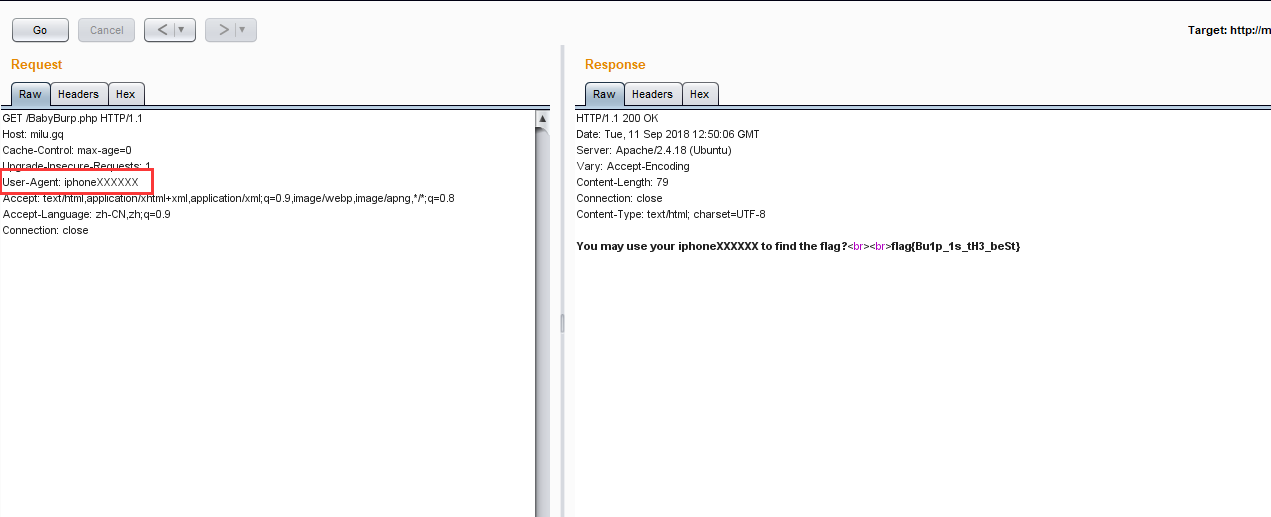 Go
Cancel
<
>
Target: http://m
Request
Response
Raw
Headers
Hex
Raw
Headers
Hex
GET /BabyBurp.php HTTP/1.1
Host: milu.gq
Cache-Control: max-age=0
Upgrade-Insecure-Requests: 1
User-Agent: iphoneXXXXXX
Accept: text/html,application/xhtml+xml,application/xml;q=0.9,image/webp,image/apng,*/*;q=0.8
Accept-Language: zh-CN,zh;q=0.9
Connection: close
HTTP/1.1 200 OK
Date: Tue, 11 Sep 2018 12:50:06 GMT
Server: Apache/2.4.18 (Ubuntu)
Vary: Accept-Encoding
Content-Length: 79
Connection: close
Content-Type: text/html; charset=UTF-8
You may use your iphoneXXXXXX to find the flag?<br><br>flag{Bu1p_1s_tH3_beSt}